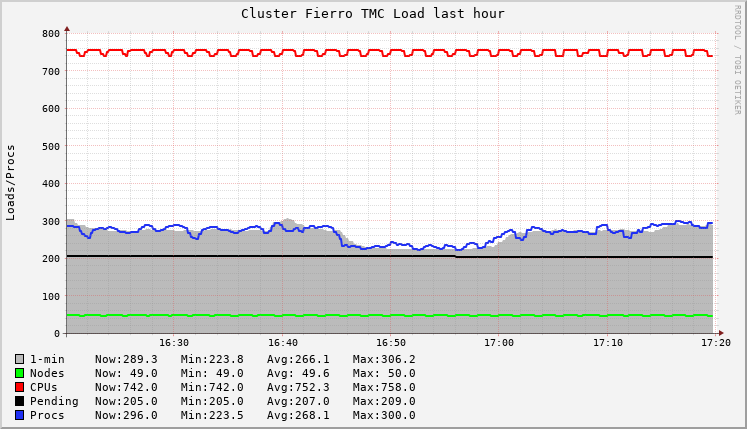 Cluster Fierro TMC Load last hour
RRDTOOL / TOBI OETIKER
Loads/Procs
800
700
600
500
400
300
200
100
0
16:30 16:40 16:50 17:00 17:10 17:20
1-min Now:289.3 Min:223.8 Avg:266.1 Max:306.2
Nodes Now: 49.0 Min: 49.0 Avg: 49.6 Max: 50.0
CPUs Now:742.0 Min:742.0 Avg:752.3 Max:758.0
Pending Now:205.0 Min:205.0 Avg:207.0 Max:209.0
Procs Now:296.0 Min:223.5 Avg:268.1 Max:300.0